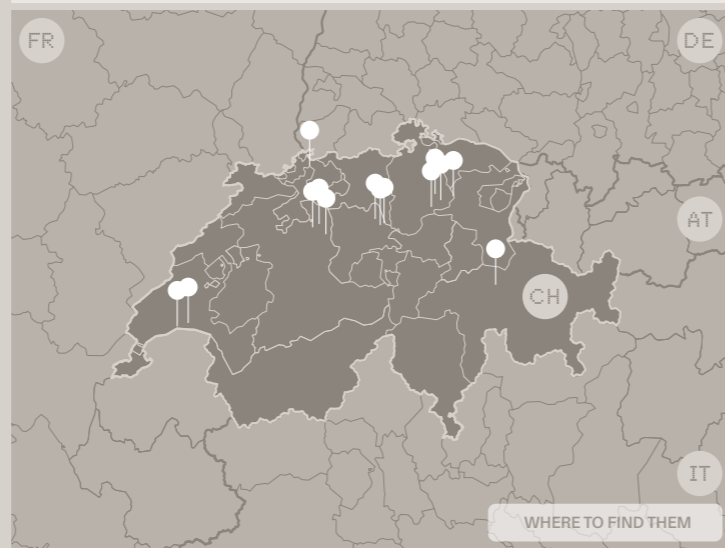 FR
DE
AT
CH
IT
WHERE TO FIND THEM